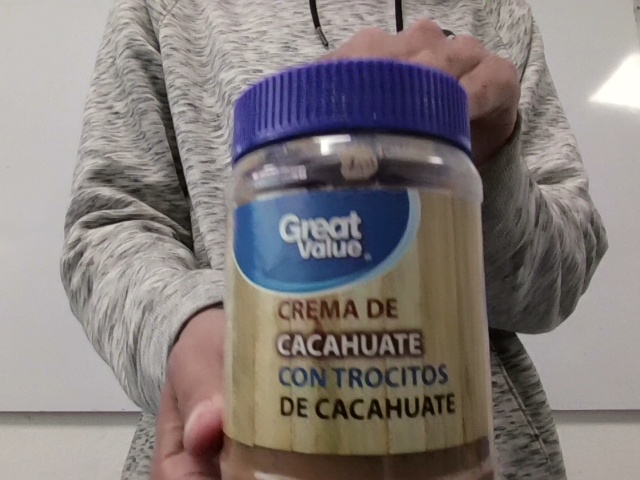 Great
Value
CREMA DE
CACAHUATE
CON TROCITOS
DE CACAHUATE